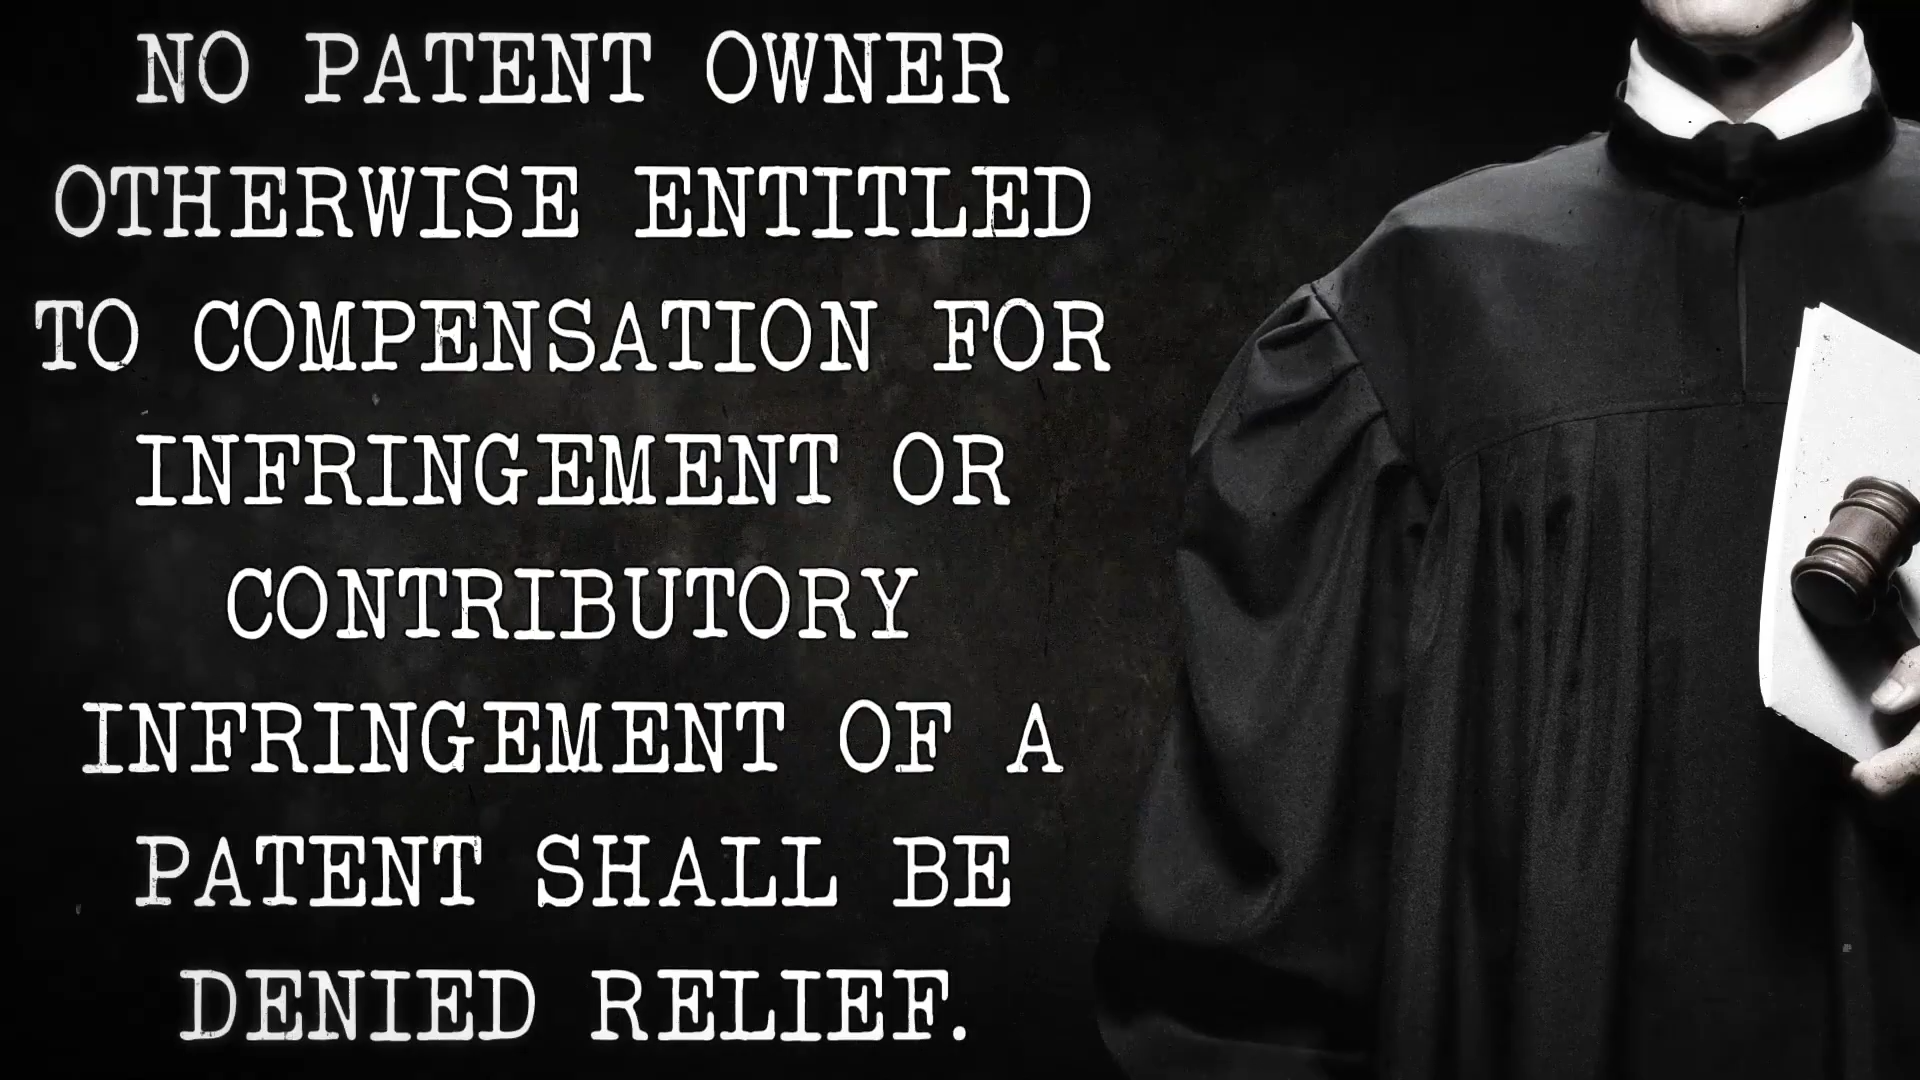 NO PATENT OWNER
OTHERWISE ENTITLED
TO COMPENSATION FOR
INFRINGEMENT OR
CONTRIBUTORY
INFRINGEMENT OF A
PATENT SHALL BE
DENIED RELIEF.